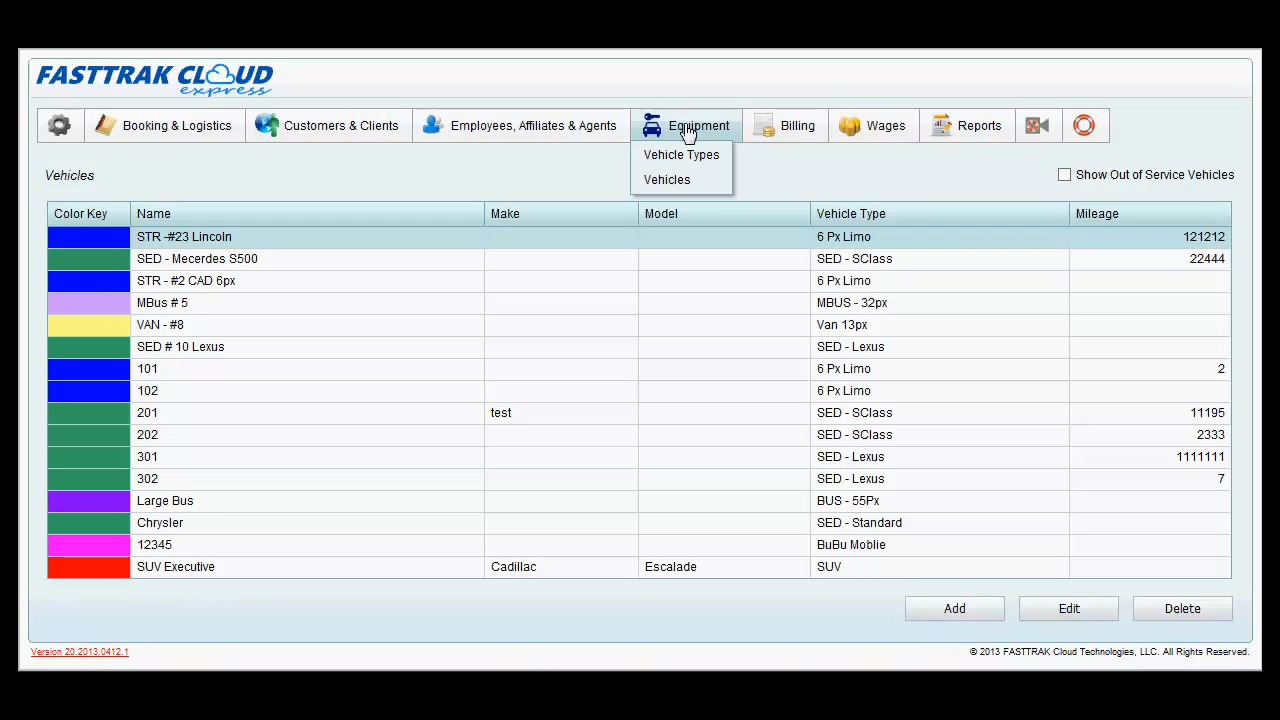 FASTTRAK CLOUD
express
Booking & Logistics Customers & Clients Employees, Affiliates & Agents Equipment Billing Wages Reports
Vehicle Types
Vehicles
Vehicles Show Out of Service Vehicles
Color Key Name Make Model Vehicle Type Mileage
STR -#23 Lincoln 6 Px Limo 121212
SED - Mecerdes S500 SED - SClass 22444
STR - #2 CAD 6px 6 Px Limo
MBus # 5 MBUS - 32px
VAN - #8 Van 13px
SED # 10 Lexus SED - Lexus
101 6 Px Limo 2
102 6 Px Limo
201 test SED - SClass 11195
202 SED - SClass 2333
301 SED - Lexus 1111111
302 SED - Lexus 7
Large Bus BUS - 55Px
Chrysler SED - Standard
12345 BuBu Moblie
SUV Executive Cadillac Escalade SUV
Add Edit Delete
Version 20.2013.0412.1 © 2013 FASTTRAK Cloud Technologies, LLC. All Rights Reserved.